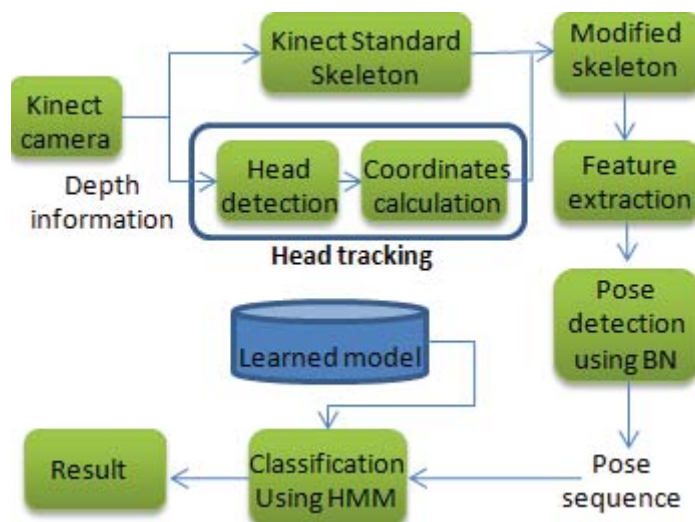 Kinect Standard
Skeleton
Modified
skeleton
Kinect
camera
Depth
information
Head
detection
Coordinates
calculation
Head tracking
Feature
extraction
Pose
detection
using BN
Learned model
Result
Classification
Using HMM
Pose
sequence